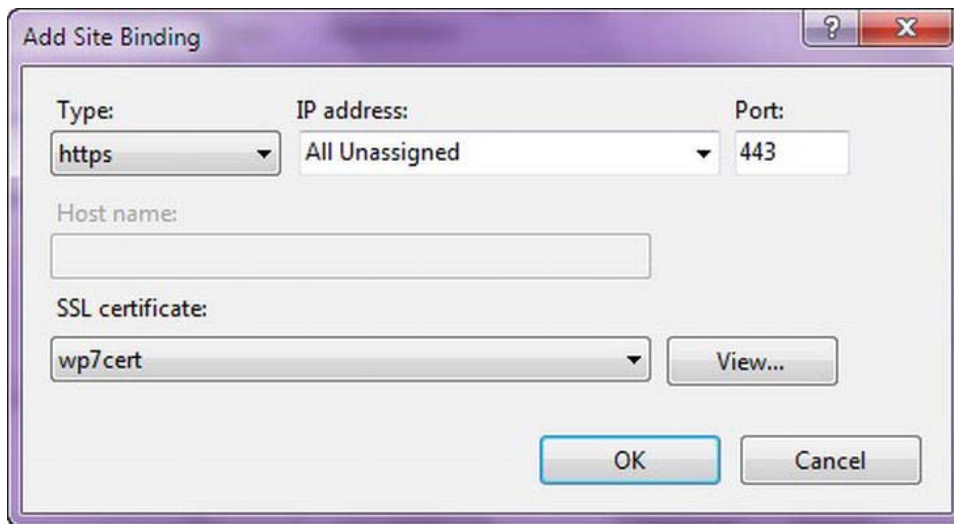 Add Site Binding
Type: IP address: Port:
https All Unassigned 443
Host name:
SSL certificate:
wp7cert View...
OK Cancel